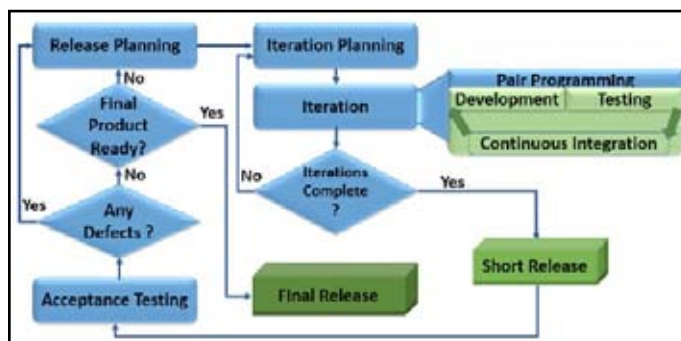 Release Planning
Iteration Planning
No
Final
Product
Ready?
Yes
Iteration
Pair Programming
Development
Testing
Continuous Integration
No
Iterations
Complete
?
Yes
No
Yes
Any
Defects ?
Short Release
Acceptance Testing
Final Release